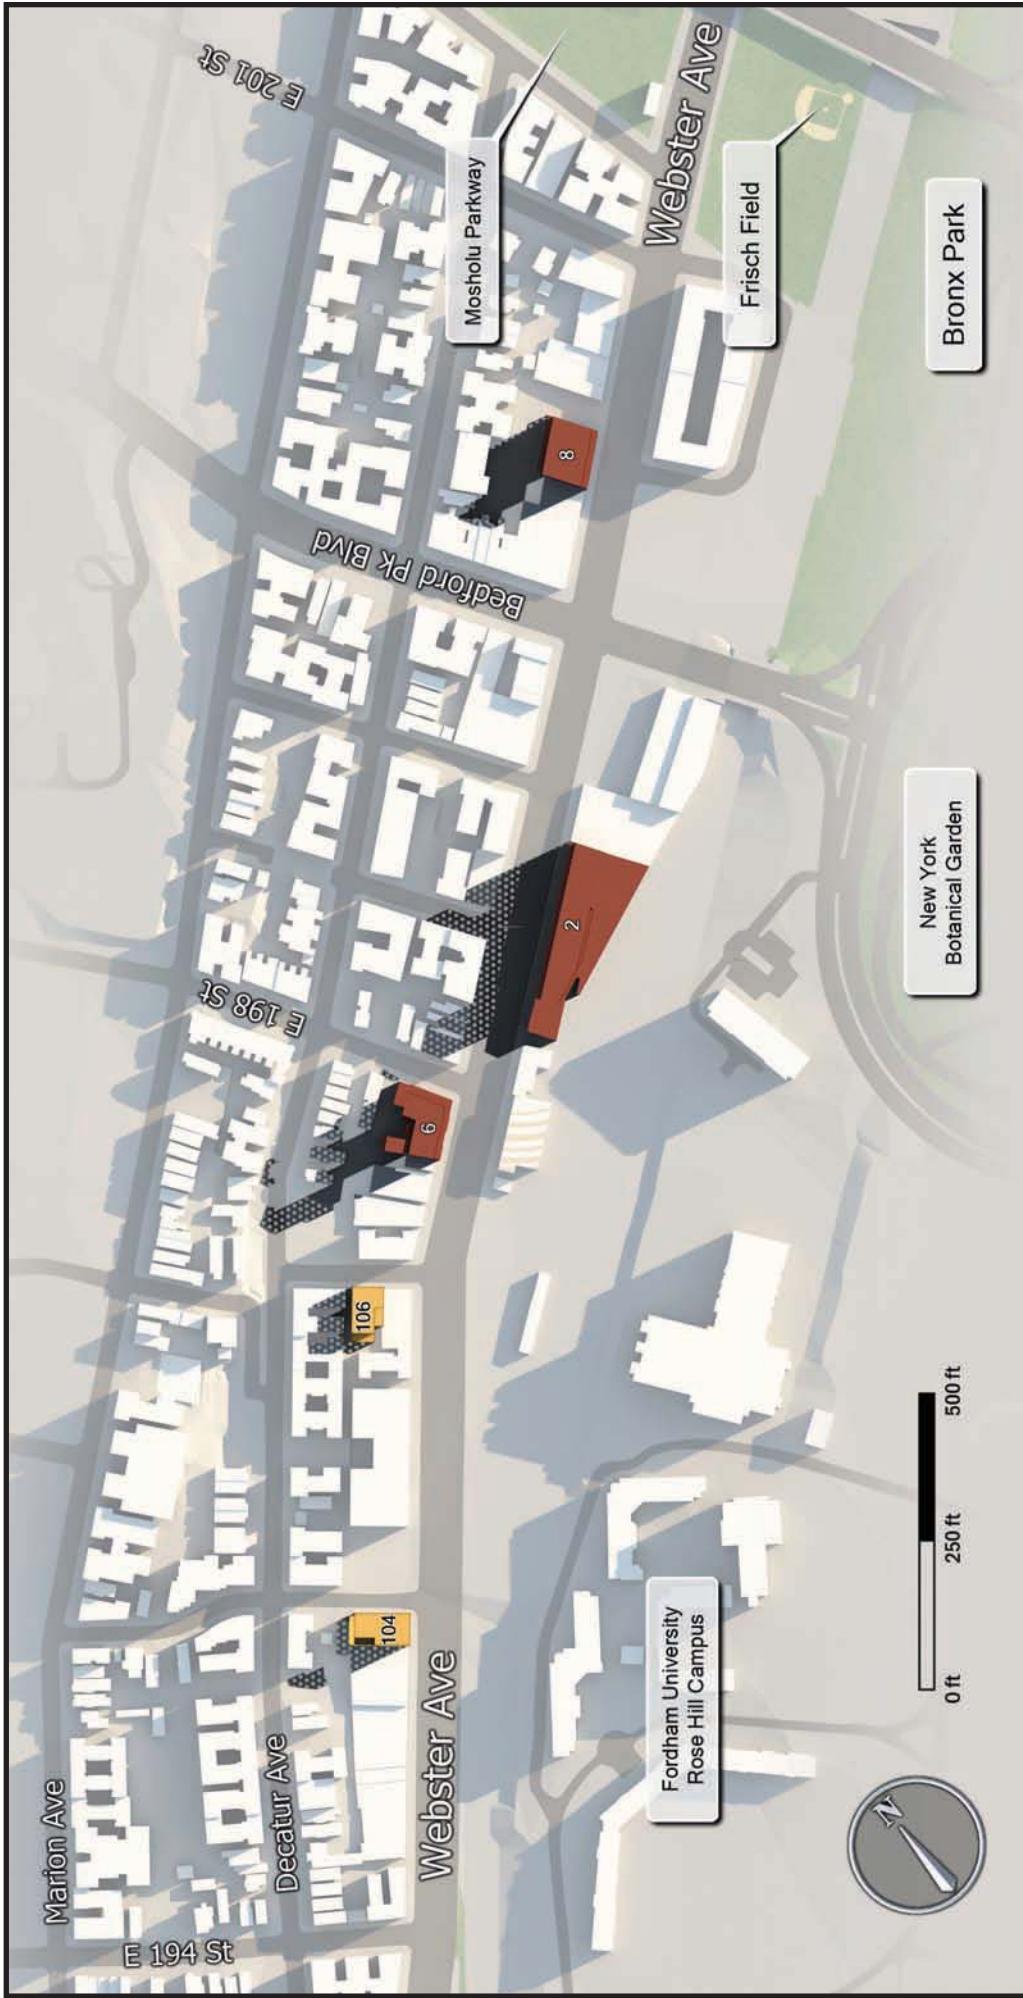 Marion Ave
E 194 St
Decatur Ave
Webster Ave
E 198 St
Bedford Pk Blvd
E 201 St
Webster Ave
Mosholu Parkway
Frisch Field
Bronx Park
New York
Botanical Garden
Fordham University
Rose Hill Campus
104
106
6
2
8
0 ft
250 ft
500 ft
N